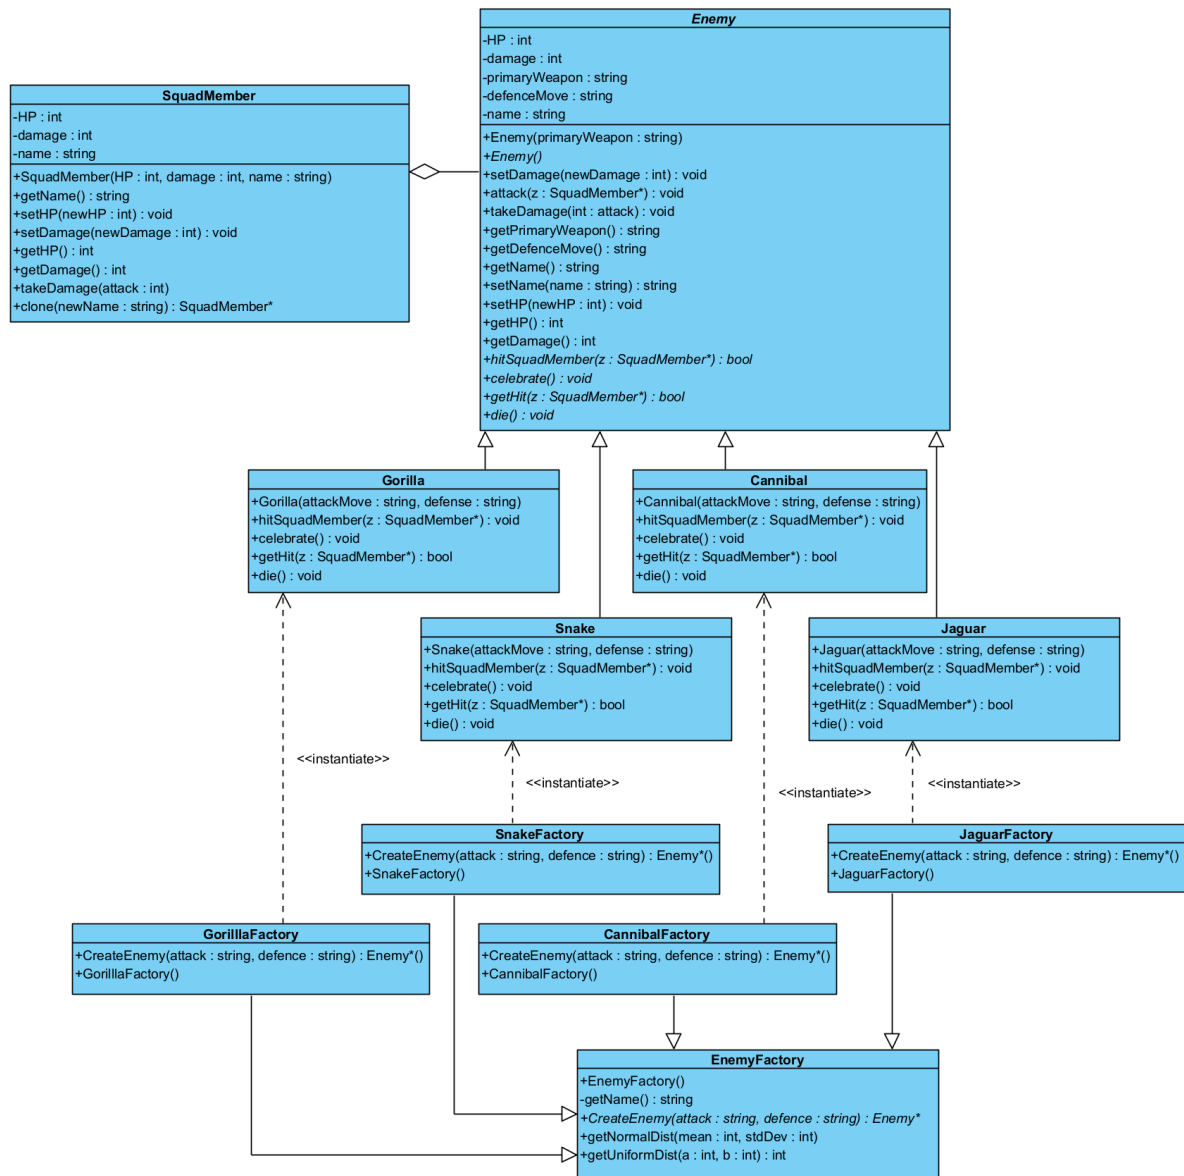 Enemy
-HP : int
-damage : int
-primaryWeapon : string
-defenceMove : string
-name : string
+Enemy(primaryWeapon : string)
+Enemy()
+setDamage(newDamage : int) : void
+attack(z : SquadMember*) : void
+takeDamage(int : attack) : void
+getPrimaryWeapon() : string
+getDefenceMove() : string
+getName() : string
+setName(name : string) : string
+setHP(newHP : int) : void
+getHP() : int
+getDamage() : int
+hitSquadMember(z : SquadMember*) : bool
+celebrate() : void
+getHit(z : SquadMember*) : bool
+die() : void
SquadMember
-HP : int
-damage : int
-name : string
+SquadMember(HP : int, damage : int, name : string)
+getName() : string
+setHP(newHP : int) : void
+setDamage(newDamage : int) : void
+getHP() : int
+getDamage() : int
+takeDamage(attack : int)
+clone(newName : string) : SquadMember*
Gorilla
+Gorilla(attackMove : string, defense : string)
+hitSquadMember(z : SquadMember*) : void
+celebrate() : void
+getHit(z : SquadMember*) : bool
+die() : void
Cannibal
+Cannibal(attackMove : string, defense : string)
+hitSquadMember(z : SquadMember*) : void
+celebrate() : void
+getHit(z : SquadMember*) : bool
+die() : void
Snake
+Snake(attackMove : string, defense : string)
+hitSquadMember(z : SquadMember*) : void
+celebrate() : void
+getHit(z : SquadMember*) : bool
+die() : void
Jaguar
+Jaguar(attackMove : string, defense : string)
+hitSquadMember(z : SquadMember*) : void
+celebrate() : void
+getHit(z : SquadMember*) : bool
+die() : void
<<instantiate>>
<<instantiate>>
<<instantiate>>
<<instantiate>>
SnakeFactory
+CreateEnemy(attack : string, defence : string) : Enemy*()
+SnakeFactory()
JaguarFactory
+CreateEnemy(attack : string, defence : string) : Enemy*()
+JaguarFactory()
GorilllaFactory
+CreateEnemy(attack : string, defence : string) : Enemy*()
+GorilllaFactory()
CannibalFactory
+CreateEnemy(attack : string, defence : string) : Enemy*()
+CannibalFactory()
EnemyFactory
+EnemyFactory()
-getName() : string
+CreateEnemy(attack : string, defence : string) : Enemy*
+getNormalDist(mean : int, stdDev : int)
+getUniformDist(a : int, b : int) : int